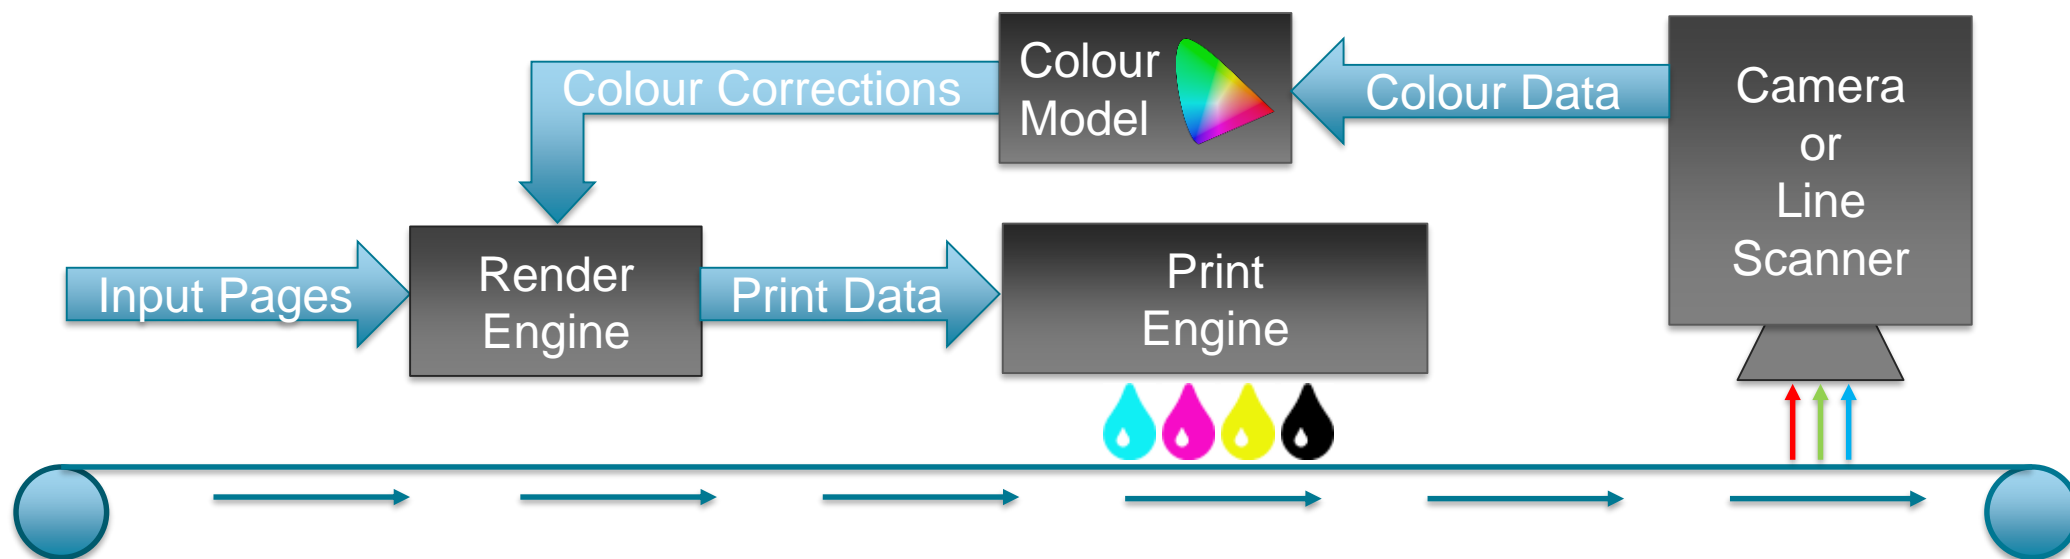 Colour
Model
Colour Corrections
Colour Data
Camera
or
Line
Scanner
Input Pages
Render
Engine
Print Data
Print
Engine